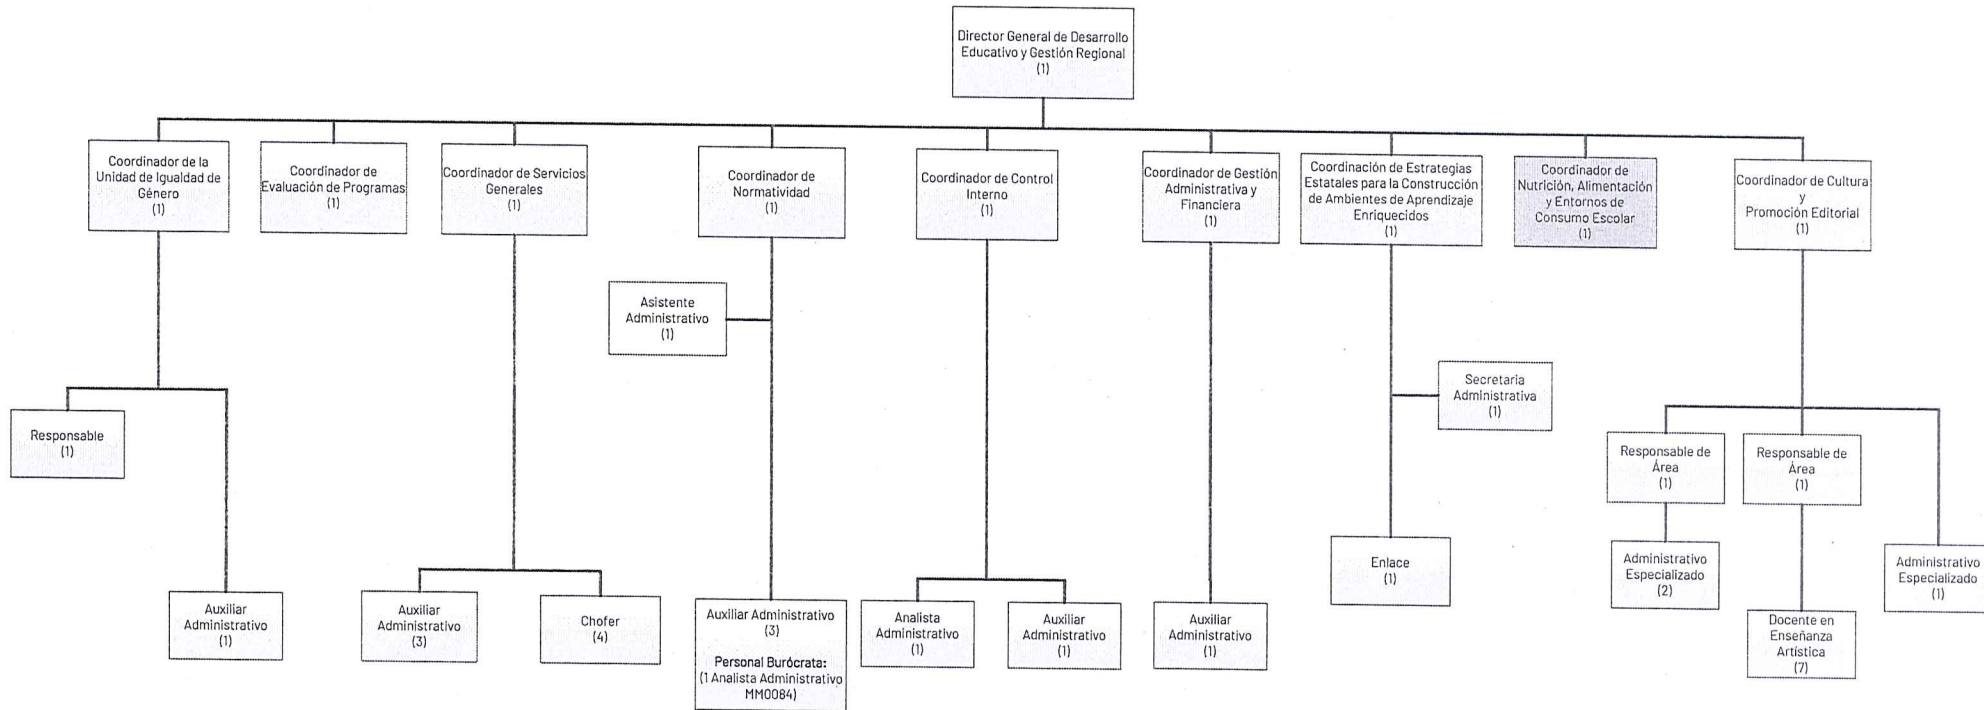 Director General de Desarrollo
Educativo y Gestión Regional
(1)
Coordinador de la
Unidad de Igualdad de
Género
(1)
Coordinador de
Evaluación de Programas
(1)
Coordinador de Servicios
Generales
(1)
Coordinador de
Normatividad
(1)
Coordinador de Control
Interno
(1)
Coordinador de Gestión
Administrativa y
Financiera
(1)
Coordinación de Estrategias
Estatales para la Construcción
de Ambientes de Aprendizaje
Enriquecidos
(1)
Coordinador de
Nutrición, Alimentación
y Entornos de
Consumo Escolar
(1)
Coordinador de Cultura
y
Promoción Editorial
(1)
Asistente
Administrativo
(1)
Secretaria
Administrativa
(1)
Responsable
(1)
Responsable de
Área
(1)
Responsable de
Área
(1)
Enlace
(1)
Administrativo
Especializado
(2)
Administrativo
Especializado
(1)
Auxiliar
Administrativo
(1)
Auxiliar
Administrativo
(3)
Chofer
(4)
Auxiliar Administrativo
(3)
Personal Burócrata:
(1 Analista Administrativo
MM0084)
Analista
Administrativo
(1)
Auxiliar
Administrativo
(1)
Auxiliar
Administrativo
(1)
Docente en
Enseñanza
Artística
(7)